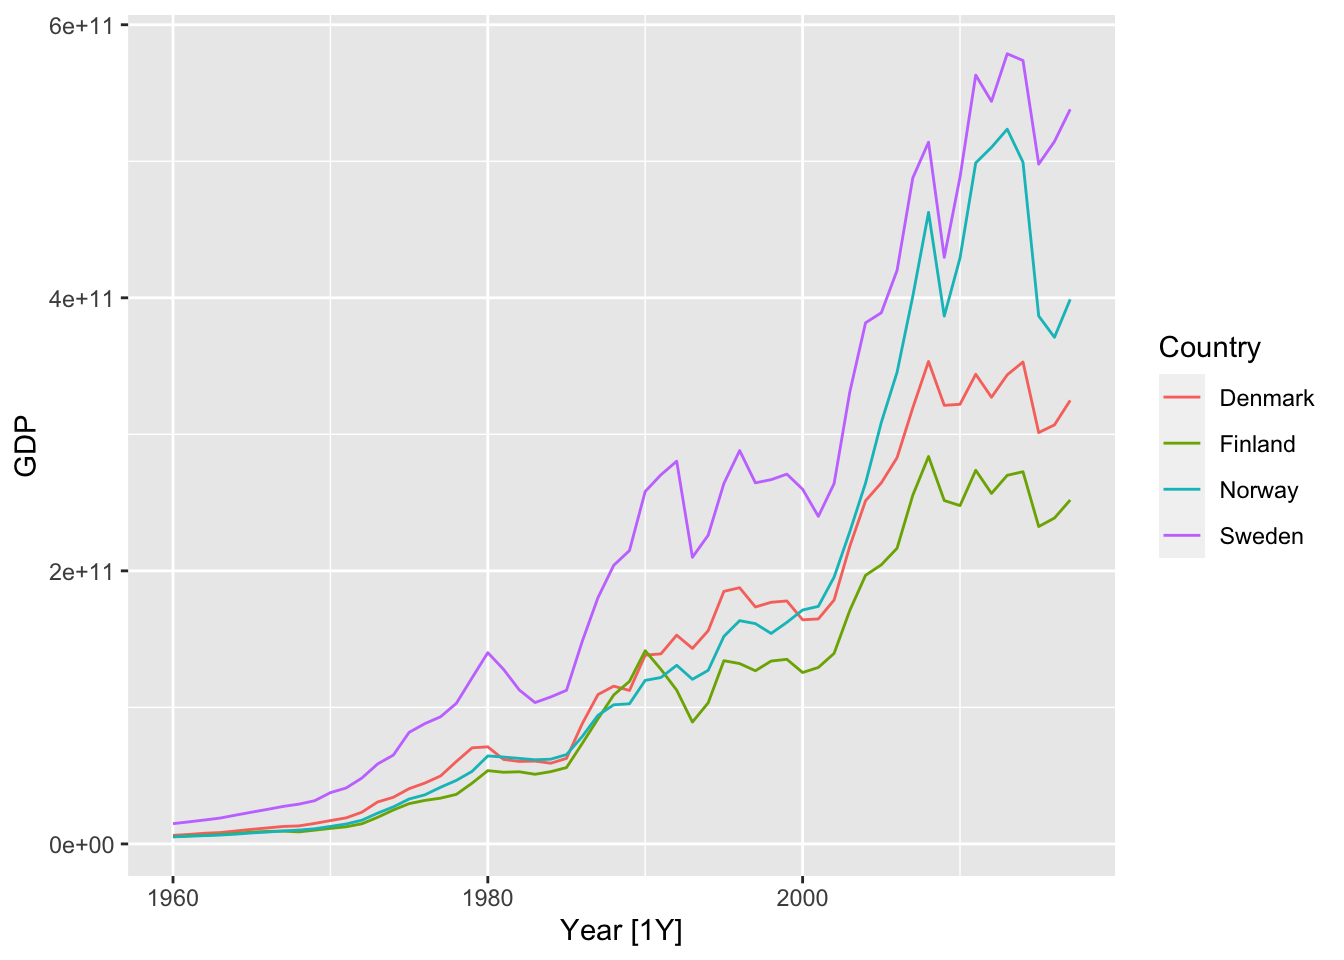 6e+11
4e+11
2e+11
0e+00
GDP
1960
1980
2000
Year [1Y]
Country
Denmark
Finland
Norway
Sweden